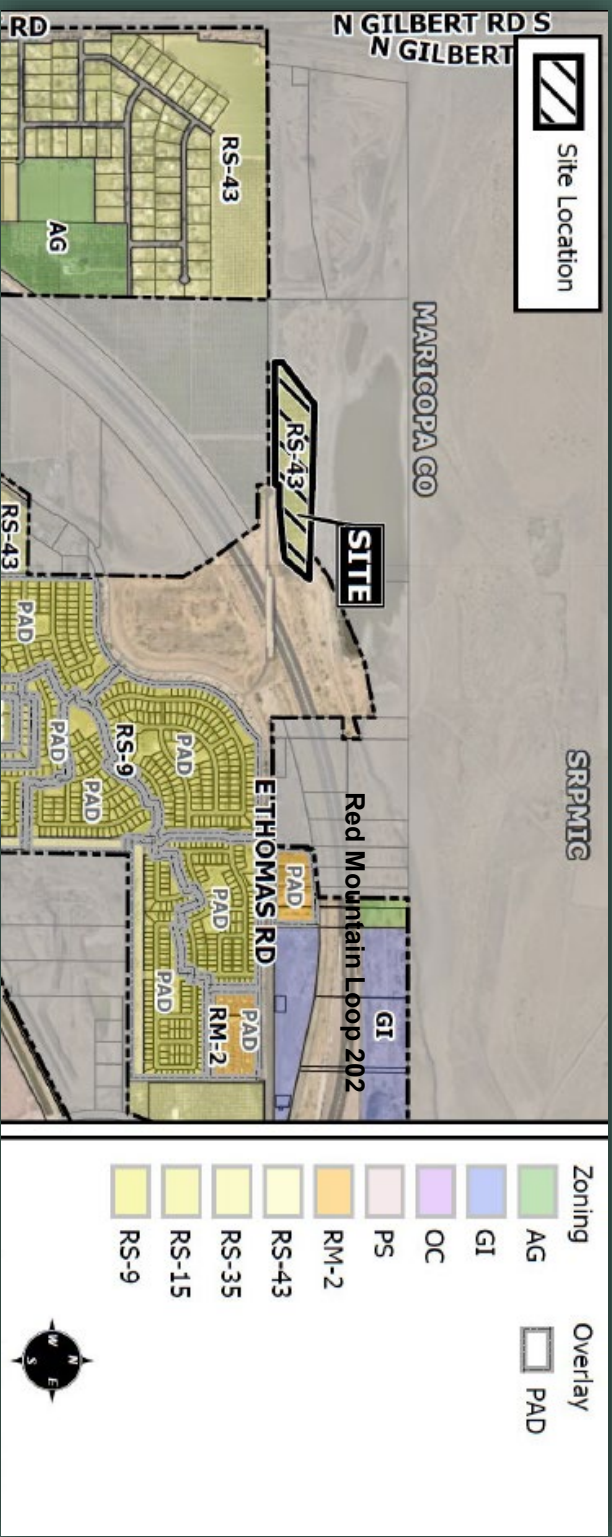 Site Location
N GILBERT RD S
N GILBERT
SRPMIC
MARICOPA CO
SITE
GI
Red Mountain Loop 202
RS-43
PAD
E THOMAS RD
RS-43
PAD
PAD
PAD
RM-2
RS-9
PAD
PAD
PAD
AG
PAD
RS-43
RD
Zoning
AG
GI
OC
PS
RM-2
RS-43
RS-35
RS-15
RS-9
Overlay
PAD
N
W E
S